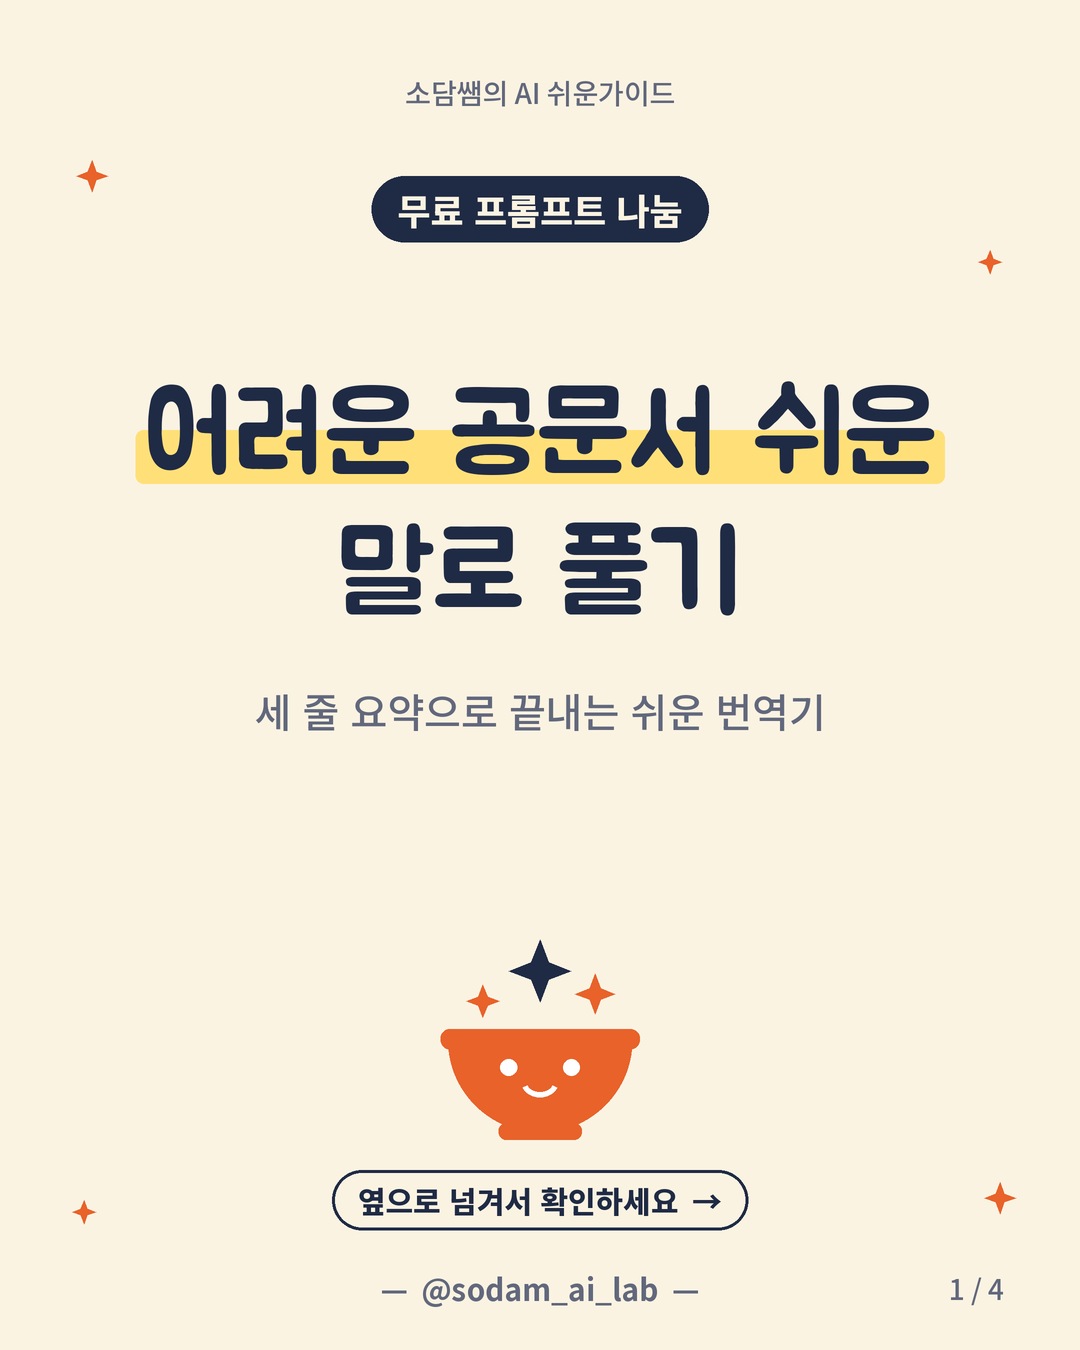 소담쌤의 AI 쉬운가이드
무료 프롬프트 나눔
어려운 공문서 쉬운
말로 풀기
세 줄 요약으로 끝내는 쉬운 번역기
옆으로 넘겨서 확인하세요 →
— @sodam_ai_lab —
1 / 4